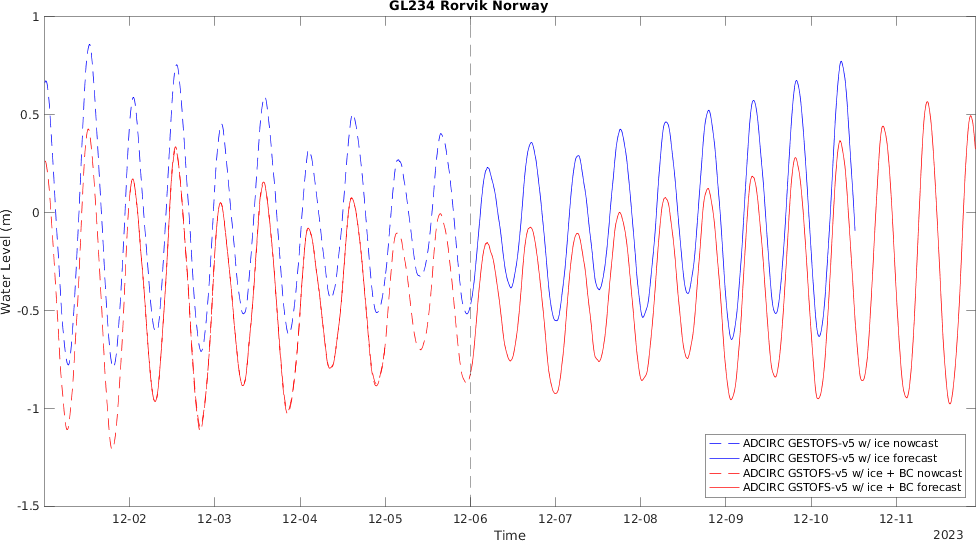 GL234 Rorvik Norway
1
0.5
0
-0.5
-1
-1.5
Water Level (m)
12-02 12-03 12-04 12-05 12-06 12-07 12-08 12-09 12-10 12-11
Time
2023
ADCIRC GESTOFS-v5 w/ ice nowcast
ADCIRC GESTOFS-v5 w/ ice forecast
ADCIRC GSTOFS-v5 w/ ice + BC nowcast
ADCIRC GSTOFS-v5 w/ ice + BC forecast